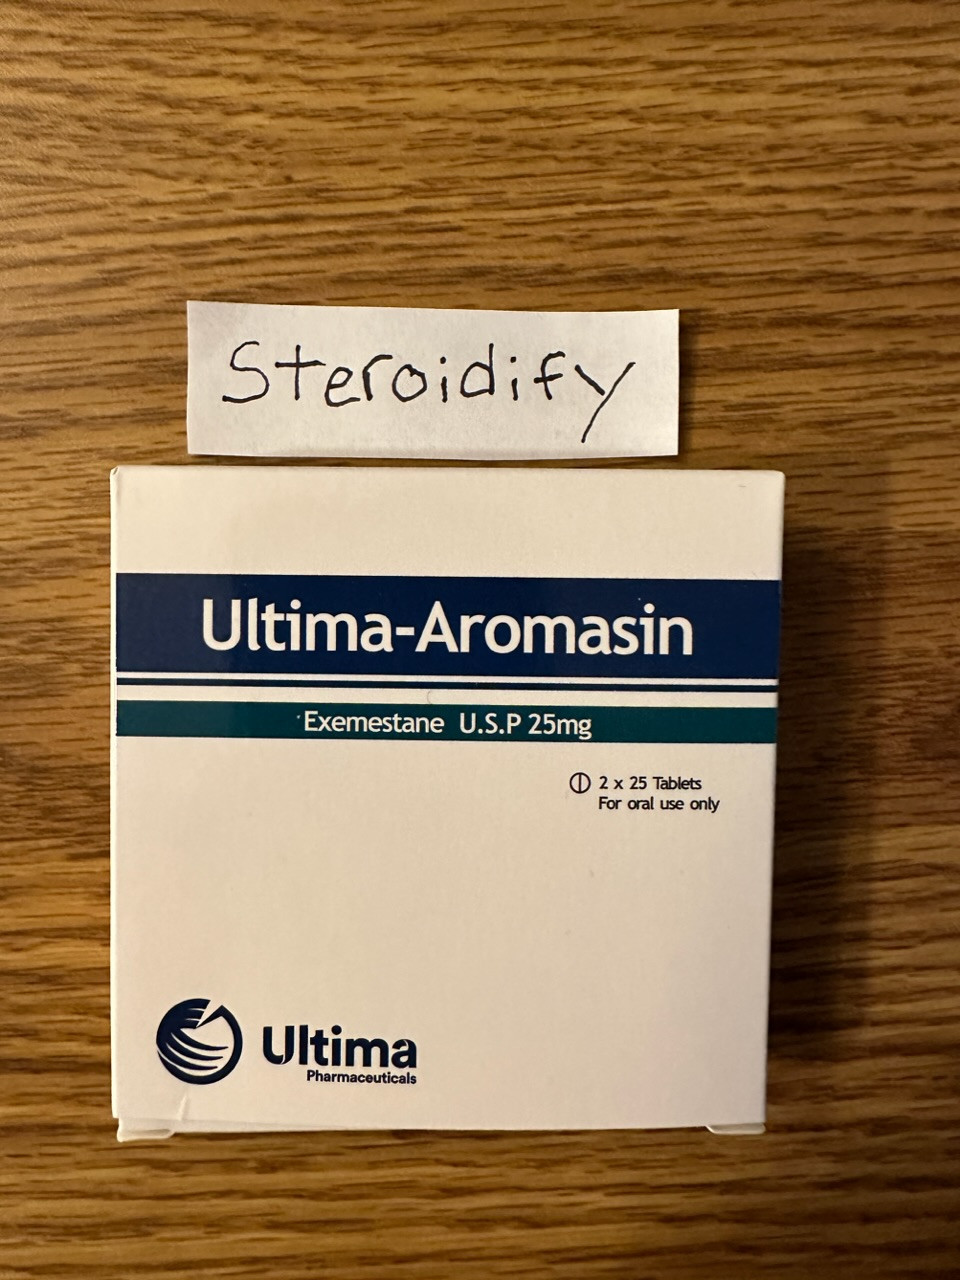 Steroidify
Ultima-Aromasin
Exemestane U.S.P 25mg
2 x 25 Tablets
For oral use only
Ultima
Pharmaceuticals